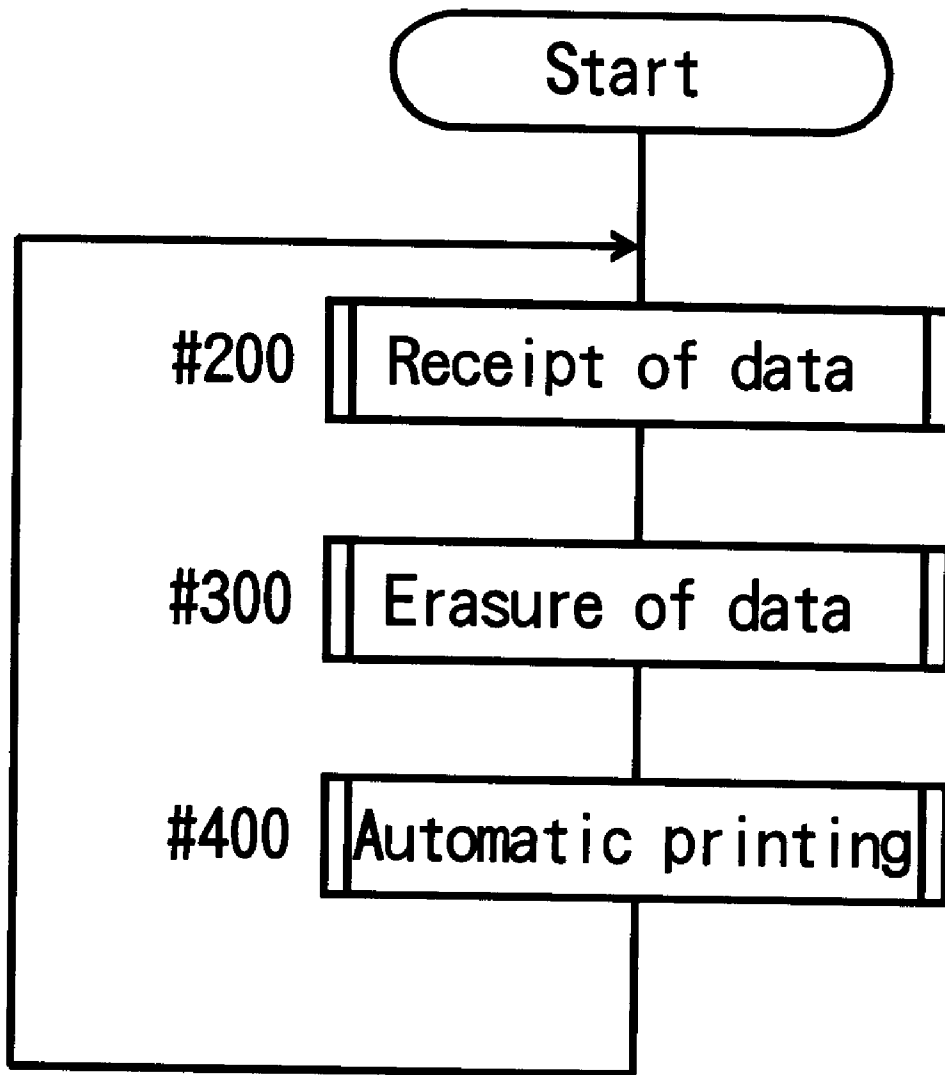 Start
#200 Receipt of data
#300 Erasure of data
#400 Automatic printing